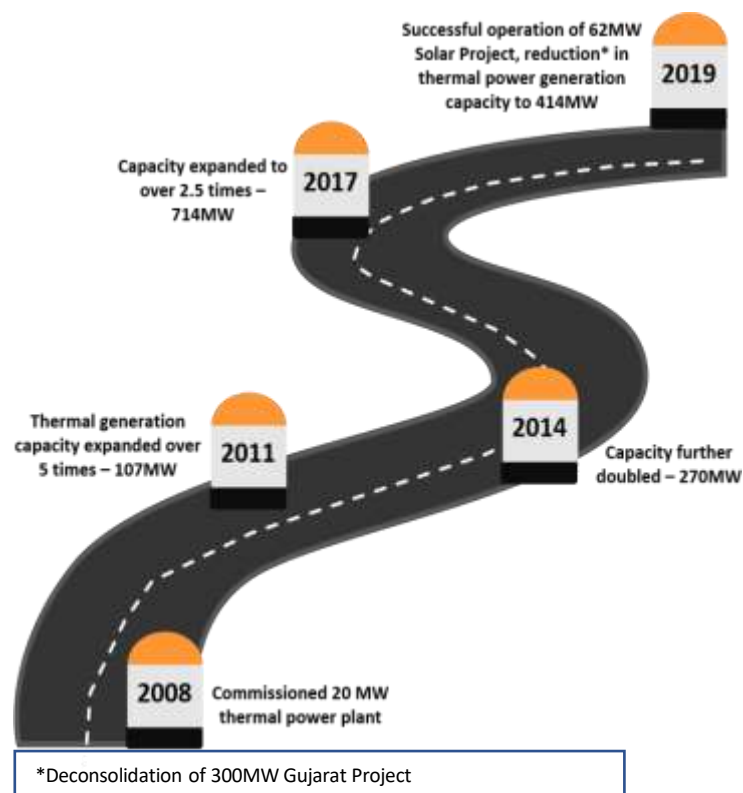 Successful operation of 62MW
Solar Project, reduction* in
thermal power generation
capacity to 414MW
2019
Capacity expanded to
over 2.5 times –
714MW
2017
Thermal generation
capacity expanded over
5 times – 107MW
2011
2014
Capacity further
doubled – 270MW
2008
Commissioned 20 MW
thermal power plant
*Deconsolidation of 300MW Gujarat Project